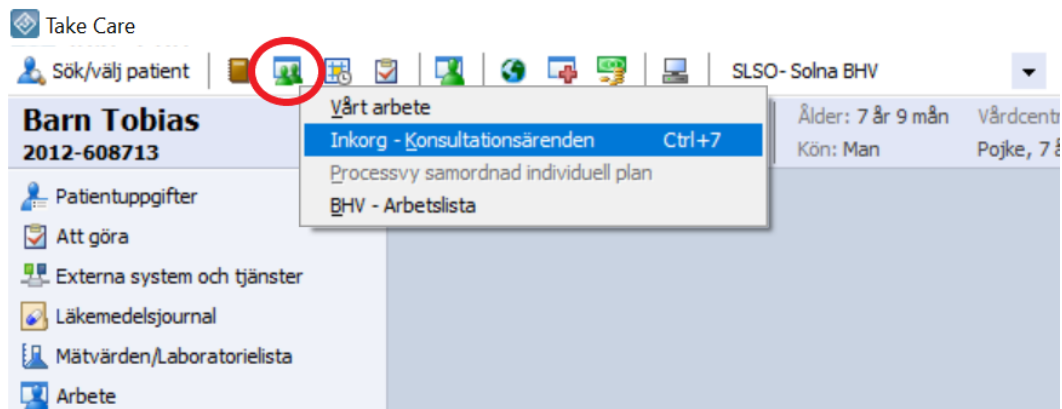 Take Care
Sök/välj patient
SLSO- Solna BHV
Barn Tobias
2012-608713
Ålder: 7 år 9 mån
Kön: Man
Vårdcentr
Pojke, 7 å
Vårt arbete
Inkorg - Konsultationsärenden Ctrl+7
Processvy samordnad individuell plan
BHV - Arbetslista
Patientuppgifter
Att göra
Externa system och tjänster
Läkemedelsjournal
Mätvärden/Laboratorielista
Arbete